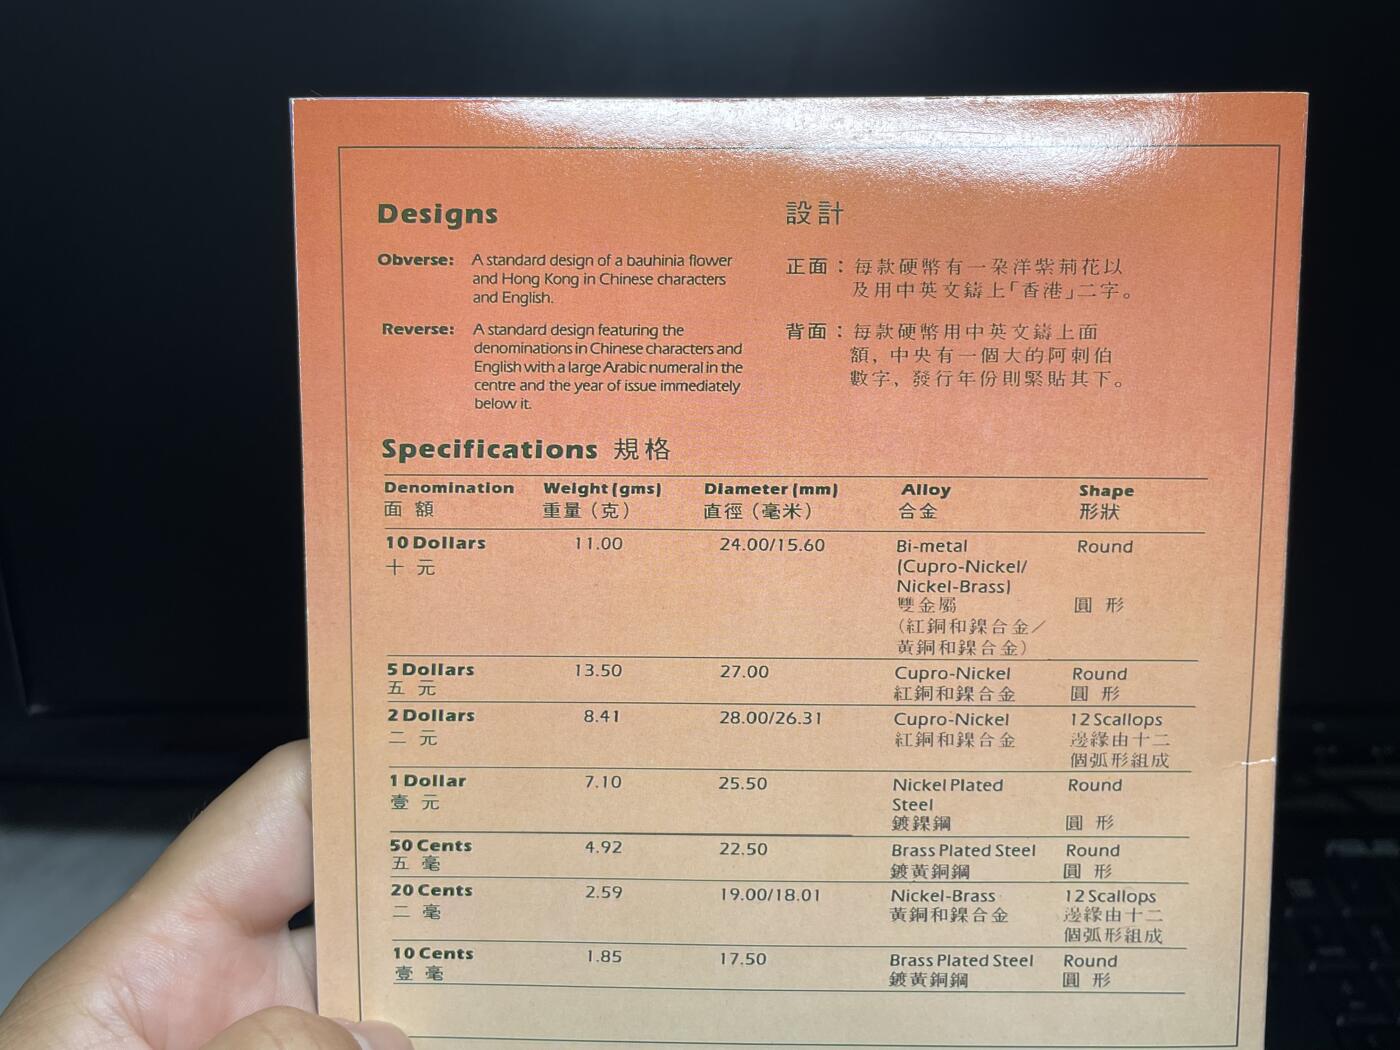 Designs
Obverse: A standard design of a bauhinia flower
and Hong Kong in Chinese characters
and English.
Reverse: A standard design featuring the
denominations in Chinese characters and
English with a large Arabic numeral in the
centre and the year of issue immediately
below it.
設計
正面：每款硬幣有一朶洋紫荊花以
及用中英文鑄上「香港」二字。
背面：每款硬幣用中英文鑄上面
額，中央有一個大的阿剌伯
數字，發行年份則緊貼其下。
Specifications 規格
Denomination Weight (gms) Diameter (mm) Alloy Shape
面額 重量（克） 直徑（毫米） 合金 形狀
10 Dollars 11.00 24.00/15.60 Bi-metal Round
十元 (Cupro-Nickel/
Nickel-Brass)
雙金屬 圓形
（紅銅和鎳合金／
黃銅和鎳合金）
5 Dollars 13.50 27.00 Cupro-Nickel Round
五元 紅銅和鎳合金 圓形
2 Dollars 8.41 28.00/26.31 Cupro-Nickel 12 Scallops
二元 紅銅和鎳合金 邊緣由十二
個弧形組成
1 Dollar 7.10 25.50 Nickel Plated Round
壹元 Steel
鍍鎳鋼 圓形
50 Cents 4.92 22.50 Brass Plated Steel Round
五毫 鍍黃銅鋼 圓形
20 Cents 2.59 19.00/18.01 Nickel-Brass 12 Scallops
二毫 黃銅和鎳合金 邊緣由十二
個弧形組成
10 Cents 1.85 17.50 Brass Plated Steel Round
壹毫 鍍黃銅鋼 圓形